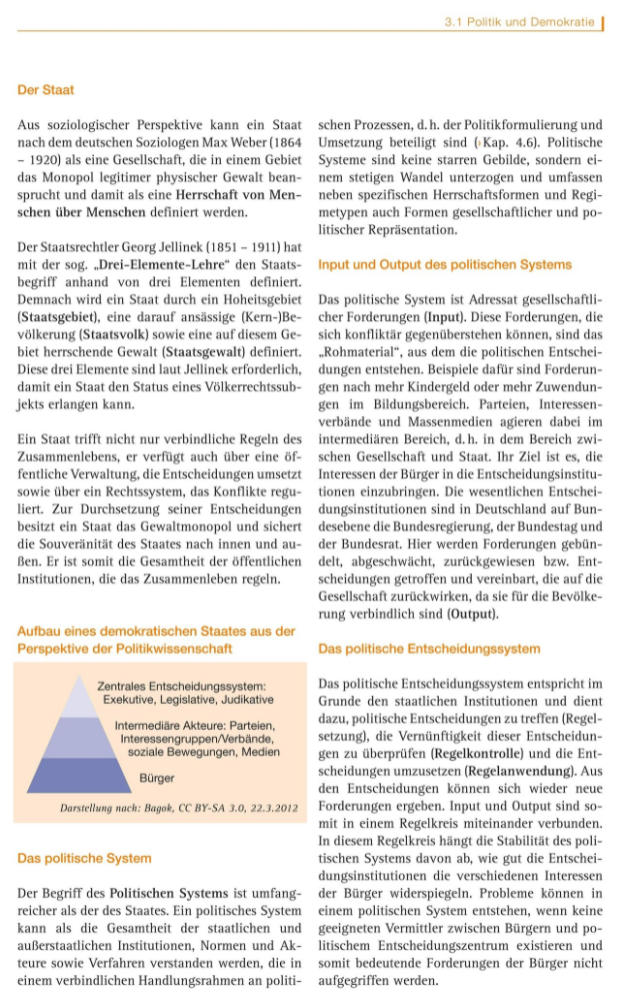 3.1 Politik und Demokratie
Der Staat
Aus soziologischer Perspektive kann ein Staat
nach dem deutschen Soziologen Max Weber (1864
– 1920) als eine Gesellschaft, die in einem Gebiet
das Monopol legitimer physischer Gewalt bean-
sprucht und damit als eine Herrschaft von Men-
schen über Menschen definiert werden.
Der Staatsrechtler Georg Jellinek (1851 – 1911) hat
mit der sog. „Drei-Elemente-Lehre“ den Staats-
begriff anhand von drei Elementen definiert.
Demnach wird ein Staat durch ein Hoheitsgebiet
(Staatsgebiet), eine darauf ansässige (Kern-)Be-
völkerung (Staatsvolk) sowie eine auf diesem Ge-
biet herrschende Gewalt (Staatsgewalt) definiert.
Diese drei Elemente sind laut Jellinek erforderlich,
damit ein Staat den Status eines Völkerrechtssub-
jekts erlangen kann.
Ein Staat trifft nicht nur verbindliche Regeln des
Zusammenlebens, er verfügt auch über eine öf-
fentliche Verwaltung, die Entscheidungen umsetzt
sowie über ein Rechtssystem, das Konflikte regu-
liert. Zur Durchsetzung seiner Entscheidungen
besitzt ein Staat das Gewaltmonopol und sichert
die Souveränität des Staates nach innen und au-
ßen. Er ist somit die Gesamtheit der öffentlichen
Institutionen, die das Zusammenleben regeln.
Aufbau eines demokratischen Staates aus der
Perspektive der Politikwissenschaft
Zentrales Entscheidungssystem:
Exekutive, Legislative, Judikative
Intermediäre Akteure: Parteien,
Interessengruppen/Verbände,
soziale Bewegungen, Medien
Bürger
Darstellung nach: Bagok, CC BY-SA 3.0, 22.3.2012
Das politische System
Der Begriff des Politischen Systems ist umfang-
reicher als der des Staates. Ein politisches System
kann als die Gesamtheit der staatlichen und
außerstaatlichen Institutionen, Normen und Ak-
teure sowie Verfahren verstanden werden, die in
einem verbindlichen Handlungsrahmen an politi-
schen Prozessen, d. h. der Politikformulierung und
Umsetzung beteiligt sind (› Kap. 4.6). Politische
Systeme sind keine starren Gebilde, sondern ei-
nem stetigen Wandel unterzogen und umfassen
neben spezifischen Herrschaftsformen und Regi-
metypen auch Formen gesellschaftlicher und po-
litischer Repräsentation.
Input und Output des politischen Systems
Das politische System ist Adressat gesellschaftli-
cher Forderungen (Input). Diese Forderungen, die
sich konfliktär gegenüberstehen können, sind das
„Rohmaterial“, aus dem die politischen Entschei-
dungen entstehen. Beispiele dafür sind Forderun-
gen nach mehr Kindergeld oder mehr Zuwendun-
gen im Bildungsbereich. Parteien, Interessen-
verbände und Massenmedien agieren dabei im
intermediären Bereich, d. h. in dem Bereich zwi-
schen Gesellschaft und Staat. Ihr Ziel ist es, die
Interessen der Bürger in die Entscheidungsinstitu-
tionen einzubringen. Die wesentlichen Entschei-
dungsinstitutionen sind in Deutschland auf Bun-
desebene die Bundesregierung, der Bundestag und
der Bundesrat. Hier werden Forderungen gebün-
delt, abgeschwächt, zurückgewiesen bzw. Ent-
scheidungen getroffen und vereinbart, die auf die
Gesellschaft zurückwirken, da sie für die Bevölke-
rung verbindlich sind (Output).
Das politische Entscheidungssystem
Das politische Entscheidungssystem entspricht im
Grunde den staatlichen Institutionen und dient
dazu, politische Entscheidungen zu treffen (Regel-
setzung), die Vernünftigkeit dieser Entscheidun-
gen zu überprüfen (Regelkontrolle) und die Ent-
scheidungen umzusetzen (Regelanwendung). Aus
den Entscheidungen können sich wieder neue
Forderungen ergeben. Input und Output sind so-
mit in einem Regelkreis miteinander verbunden.
In diesem Regelkreis hängt die Stabilität des poli-
tischen Systems davon ab, wie gut die Entschei-
dungsinstitutionen die verschiedenen Interessen
der Bürger widerspiegeln. Probleme können in
einem politischen System entstehen, wenn keine
geeigneten Vermittler zwischen Bürgern und po-
litischem Entscheidungszentrum existieren und
somit bedeutende Forderungen der Bürger nicht
aufgegriffen werden.